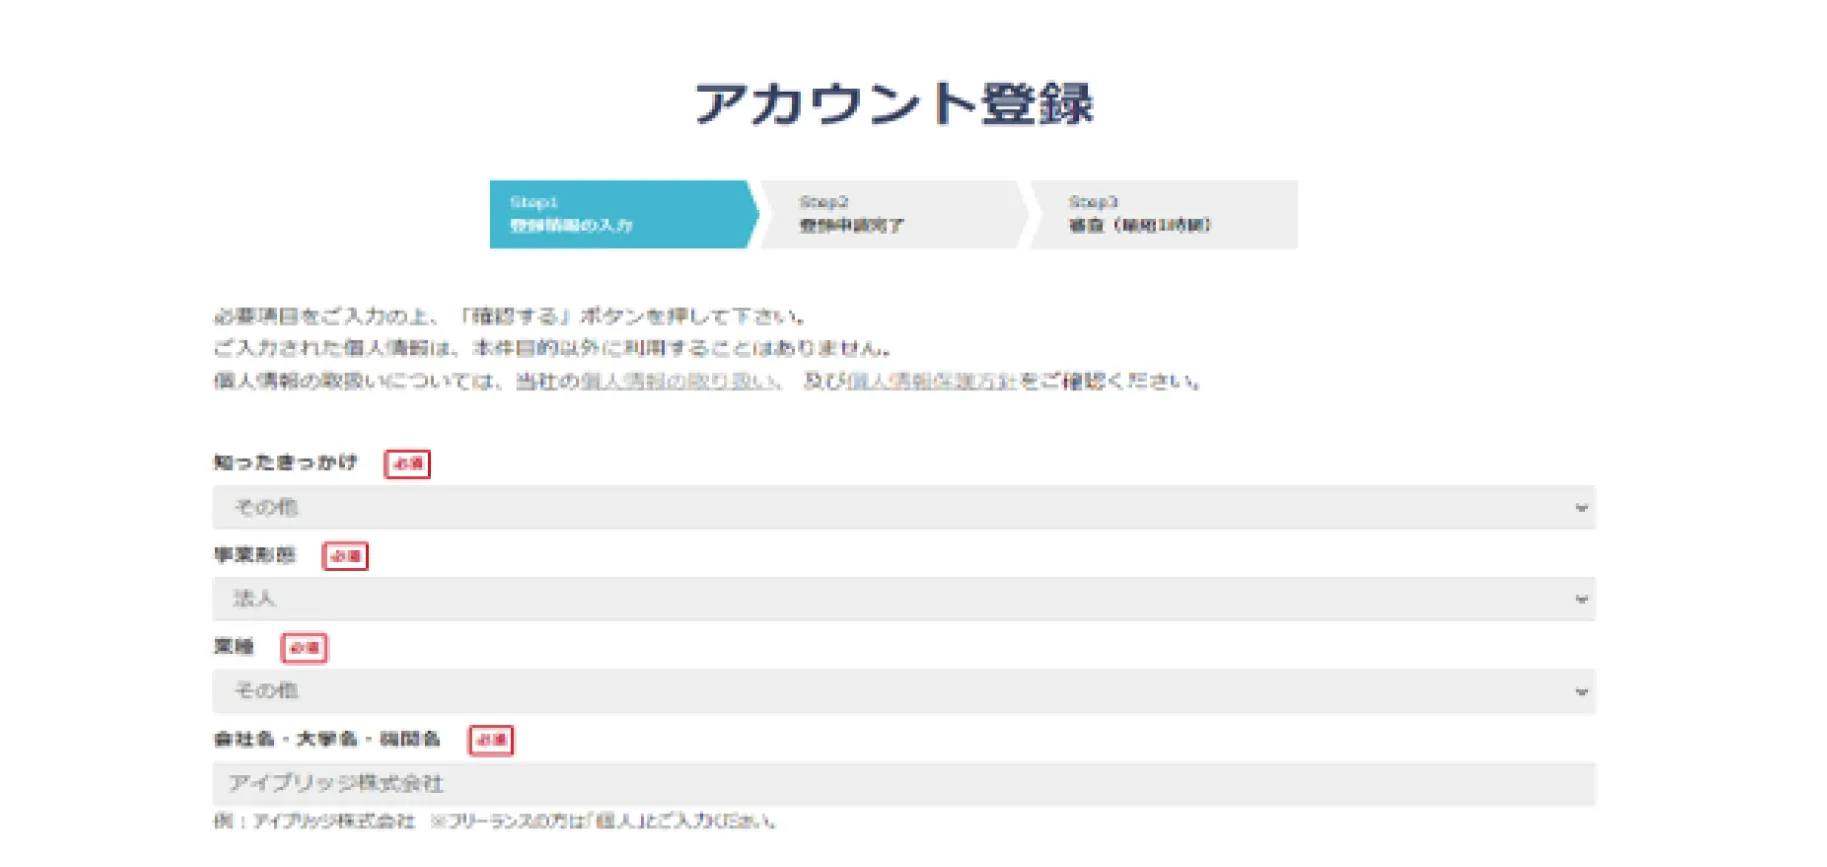 アカウント登録
Step1
登録情報の入力
Step2
登録申請完了
Step3
審査（最短1時間）
必要項目をご入力の上、「確認する」ボタンを押して下さい。
ご入力された個人情報は、本件目的以外に利用することはありません。
個人情報の取扱いについては、当社の個人情報の取り扱い、 及び個人情報保護方針をご確認ください。
知ったきっかけ 必須
その他
事業形態 必須
法人
業種 必須
その他
会社名・大学名・機関名 必須
アイブリッジ株式会社
例：アイブリッジ株式会社 ※フリーランスの方は「個人」とご入力ください。